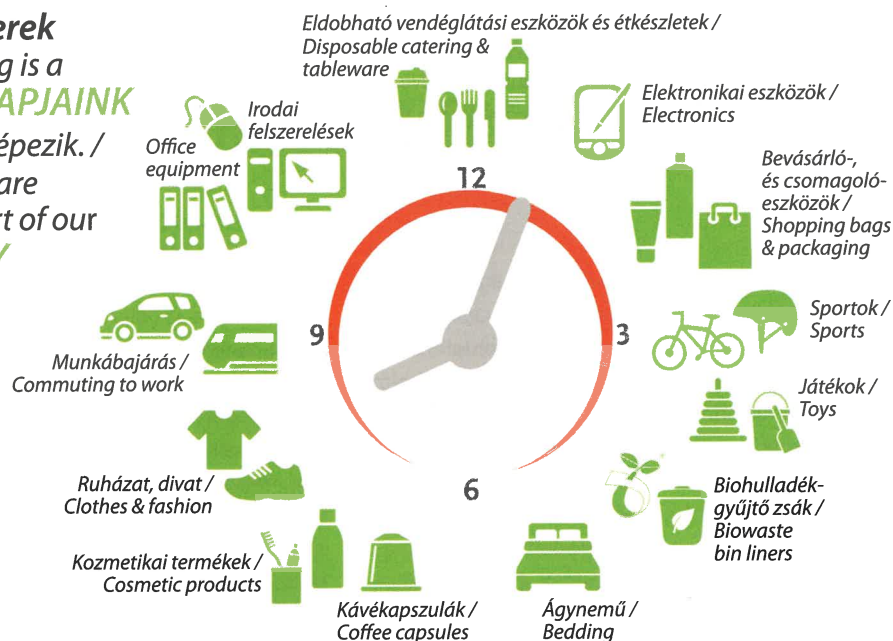 erek
g is a
APJAINK
épezik. /
are
rt of our
Eldobható vendéglátási eszközök és étkészletek /
Disposable catering &
tableware
Elektronikai eszközök /
Electronics
Irodai
felszerelések
Office
equipment
Bevásárló-,
és csomagoló-
eszközök /
Shopping bags
& packaging
12
9
3
6
Sportok /
Sports
Munkábajárás /
Commuting to work
Játékok /
Toys
Ruházat, divat /
Clothes & fashion
Biohulladék-
gyűjtő zsák /
Biowaste
bin liners
Kozmetikai termékek /
Cosmetic products
Kávékapszulák /
Coffee capsules
Ágynemű /
Bedding